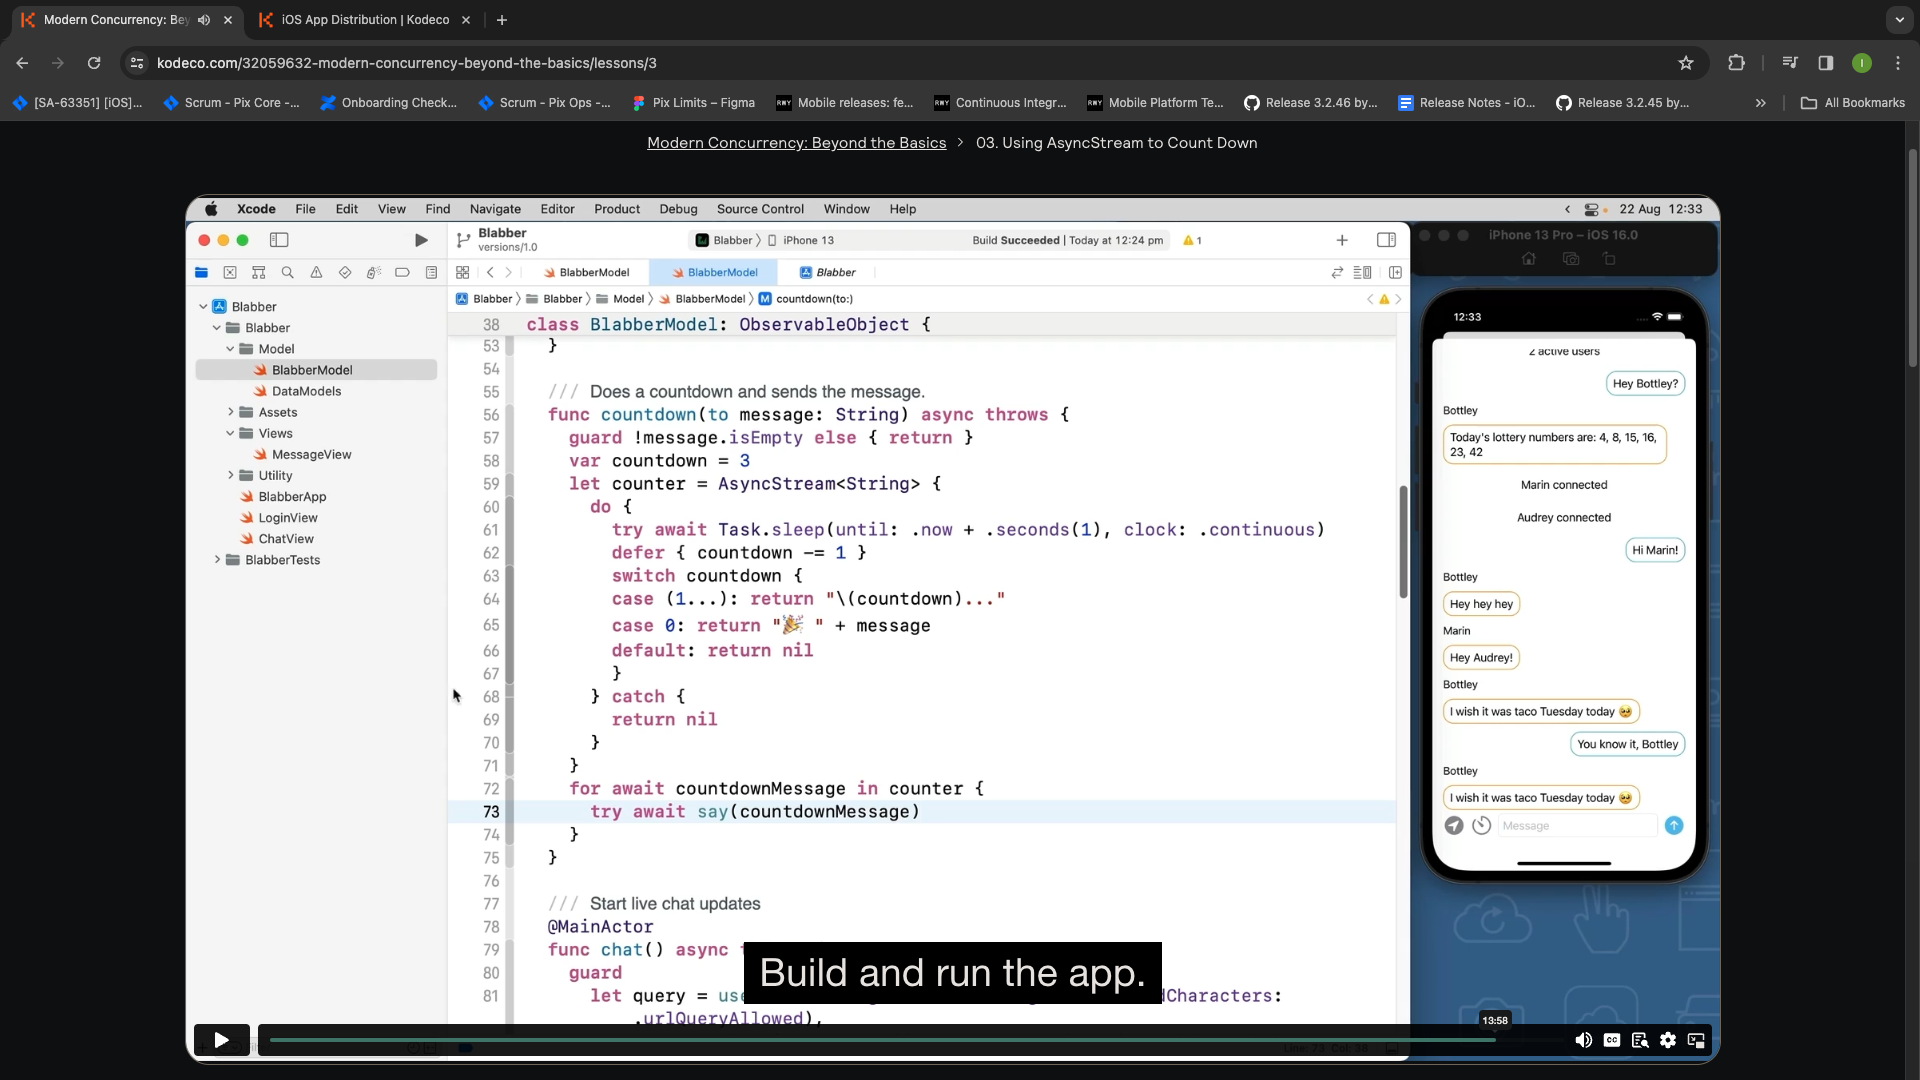 Modern Concurrency: Bey
iOS App Distribution | Kodeco
kodeco.com/32059632-modern-concurrency-beyond-the-basics/lessons/3
I
[SA-63351] [iOS]...
Scrum - Pix Core -...
Onboarding Check...
Scrum - Pix Ops -...
Pix Limits – Figma
RWY Mobile releases: fe...
RWY Continuous Integr...
RWY Mobile Platform Te...
Release 3.2.46 by...
Release Notes - iO...
Release 3.2.45 by...
All Bookmarks
Modern Concurrency: Beyond the Basics > 03. Using AsyncStream to Count Down
Xcode File Edit View Find Navigate Editor Product Debug Source Control Window Help
22 Aug 12:33
Blabber
versions/1.0
Blabber
iPhone 13
Build Succeeded | Today at 12:24 pm
1
iPhone 13 Pro – iOS 16.0
BlabberModel
BlabberModel
Blabber
Blabber
Blabber
Model
BlabberModel
M countdown(to:)
Blabber
Blabber
Model
BlabberModel
DataModels
Assets
Views
MessageView
Utility
BlabberApp
LoginView
ChatView
BlabberTests
38 class BlabberModel: ObservableObject {
53 }
54
55 /// Does a countdown and sends the message.
56 func countdown(to message: String) async throws {
57 guard !message.isEmpty else { return }
58 var countdown = 3
59 let counter = AsyncStream<String> {
60 do {
61 try await Task.sleep(until: .now + .seconds(1), clock: .continuous)
62 defer { countdown -= 1 }
63 switch countdown {
64 case (1...): return "\(countdown)..."
65 case 0: return "🎉 " + message
66 default: return nil
67 }
68 } catch {
69 return nil
70 }
71 }
72 for await countdownMessage in counter {
73 try await say(countdownMessage)
74 }
75 }
76
77 /// Start live chat updates
78 @MainActor
79 func chat() async
80 guard
81 let query = use
dCharacters:
.urlQueryAllowed),
Build and run the app.
13:58
CC
12:33
2 active users
Hey Bottley?
Bottley
Today's lottery numbers are: 4, 8, 15, 16,
23, 42
Marin connected
Audrey connected
Hi Marin!
Bottley
Hey hey hey
Marin
Hey Audrey!
Bottley
I wish it was taco Tuesday today 🥺
You know it, Bottley
Bottley
I wish it was taco Tuesday today 🥺
Message